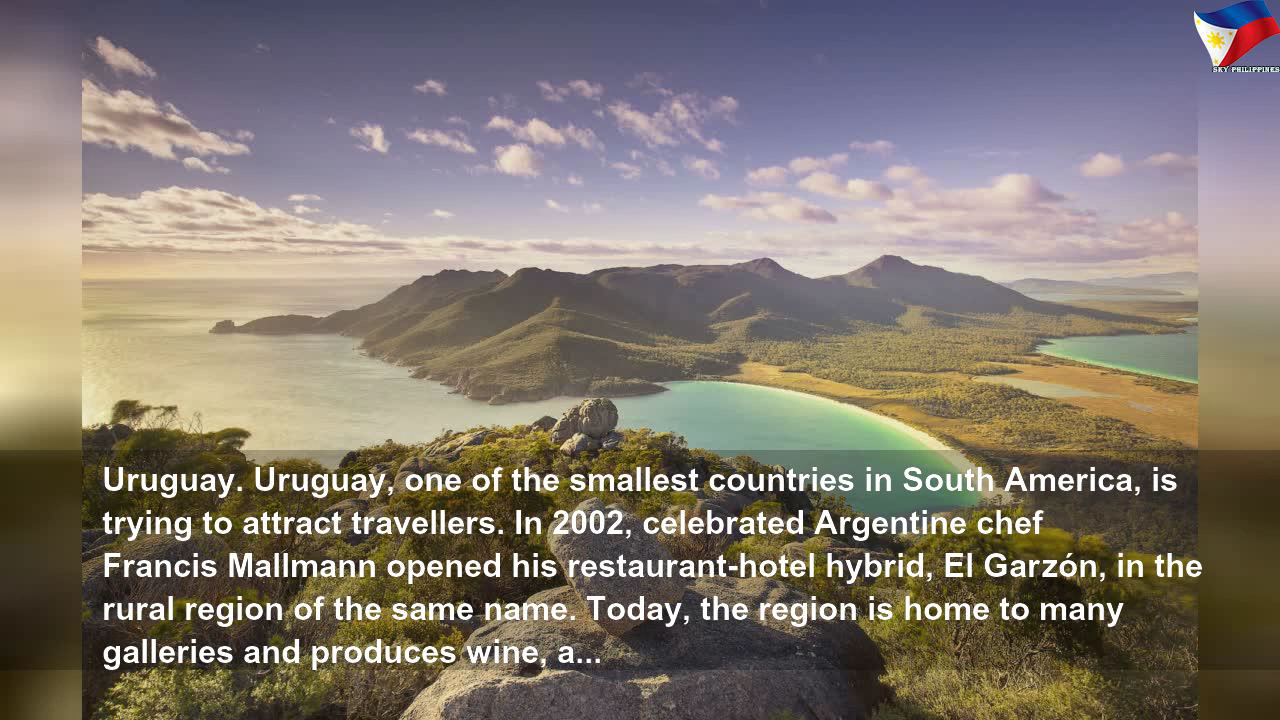 SKY PHILIPPINES
Uruguay. Uruguay, one of the smallest countries in South America, is
trying to attract travellers. In 2002, celebrated Argentine chef
Francis Mallmann opened his restaurant-hotel hybrid, El Garzón, in the
rural region of the same name. Today, the region is home to many
galleries and produces wine, a...